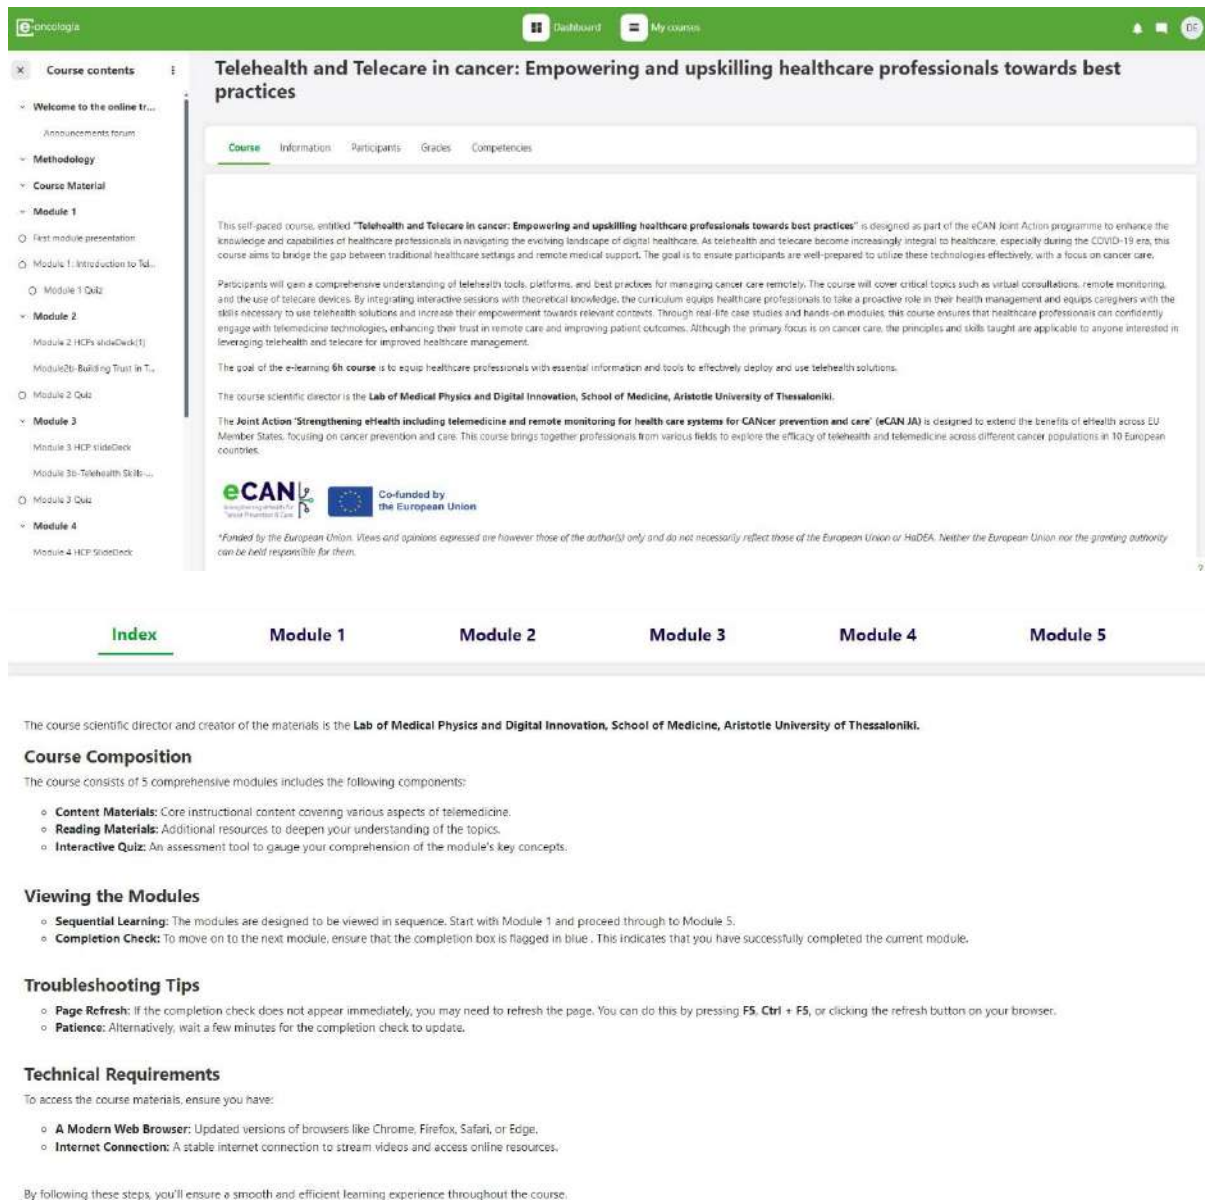 e-oncologia
Dashboard
My courses
DE
Course contents
Welcome to the online tr...
Announcements forum
Methodology
Course Material
Module 1
First module presentation
Module 1: Introduction to Tel...
Module 1 Quiz
Module 2
Module 2 HCPs slideDeck(1)
Module2b-Building Trust in T...
Module 2 Quiz
Module 3
Module 3 HCP slideDeck
Module 3b-Telehealth Skills-...
Module 3 Quiz
Module 4
Module 4 HCP SlideDeck
Telehealth and Telecare in cancer: Empowering and upskilling healthcare professionals towards best
practices
Course Information Participants Grades Competencies
This self-paced course, entitled "Telehealth and Telecare in cancer: Empowering and upskilling healthcare professionals towards best practices" is designed as part of the eCAN Joint Action programme to enhance the
knowledge and capabilities of healthcare professionals in navigating the evolving landscape of digital healthcare. As telehealth and telecare become increasingly integral to healthcare, especially during the COVID-19 era, this
course aims to bridge the gap between traditional healthcare settings and remote medical support. The goal is to ensure participants are well-prepared to utilize these technologies effectively, with a focus on cancer care.
Participants will gain a comprehensive understanding of telehealth tools, platforms, and best practices for managing cancer care remotely. The course will cover critical topics such as virtual consultations, remote monitoring,
and the use of telecare devices. By integrating interactive sessions with theoretical knowledge, the curriculum equips healthcare professionals to take a proactive role in their health management and equips caregivers with the
skills necessary to use telehealth solutions and increase their empowerment towards relevant contexts. Through real-life case studies and hands-on modules, this course ensures that healthcare professionals can confidently
engage with telemedicine technologies, enhancing their trust in remote care and improving patient outcomes. Although the primary focus is on cancer care, the principles and skills taught are applicable to anyone interested in
leveraging telehealth and telecare for improved healthcare management.
The goal of the e-learning 6h course is to equip healthcare professionals with essential information and tools to effectively deploy and use telehealth solutions.
The course scientific director is the Lab of Medical Physics and Digital Innovation, School of Medicine, Aristotle University of Thessaloniki.
The Joint Action 'Strengthening eHealth including telemedicine and remote monitoring for health care systems for CANcer prevention and care' (eCAN JA) is designed to extend the benefits of eHealth across EU
Member States, focusing on cancer prevention and care. This course brings together professionals from various fields to explore the efficacy of telehealth and telemedicine across different cancer populations in 10 European
countries.
eCAN
Strengthening eHealth for
Cancer Prevention & Care
Co-funded by
the European Union
*Funded by the European Union. Views and opinions expressed are however those of the author(s) only and do not necessarily reflect those of the European Union or HaDEA. Neither the European Union nor the granting authority
can be held responsible for them.
?
Index Module 1 Module 2 Module 3 Module 4 Module 5
The course scientific director and creator of the materials is the Lab of Medical Physics and Digital Innovation, School of Medicine, Aristotle University of Thessaloniki.
Course Composition
The course consists of 5 comprehensive modules includes the following components:
Content Materials: Core instructional content covering various aspects of telemedicine.
Reading Materials: Additional resources to deepen your understanding of the topics.
Interactive Quiz: An assessment tool to gauge your comprehension of the module's key concepts.
Viewing the Modules
Sequential Learning: The modules are designed to be viewed in sequence. Start with Module 1 and proceed through to Module 5.
Completion Check: To move on to the next module, ensure that the completion box is flagged in blue . This indicates that you have successfully completed the current module.
Troubleshooting Tips
Page Refresh: If the completion check does not appear immediately, you may need to refresh the page. You can do this by pressing F5, Ctrl + F5, or clicking the refresh button on your browser.
Patience: Alternatively, wait a few minutes for the completion check to update.
Technical Requirements
To access the course materials, ensure you have:
A Modern Web Browser: Updated versions of browsers like Chrome, Firefox, Safari, or Edge.
Internet Connection: A stable internet connection to stream videos and access online resources.
By following these steps, you'll ensure a smooth and efficient learning experience throughout the course.